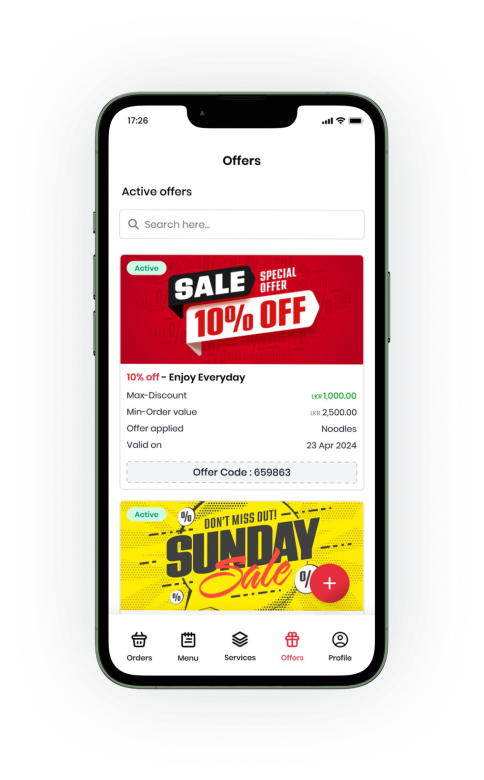 17:26
Offers
Active offers
Search here...
Active
SALE SPECIAL OFFER
10% OFF
10% off - Enjoy Everyday
Max-Discount LKR 1,000.00
Min-Order value LKR 2,500.00
Offer applied Noodles
Valid on 23 Apr 2024
Offer Code : 659863
Active
%
DON'T MISS OUT!
SUNDAY
Sale
%
%
+
Orders Menu Services Offers Profile